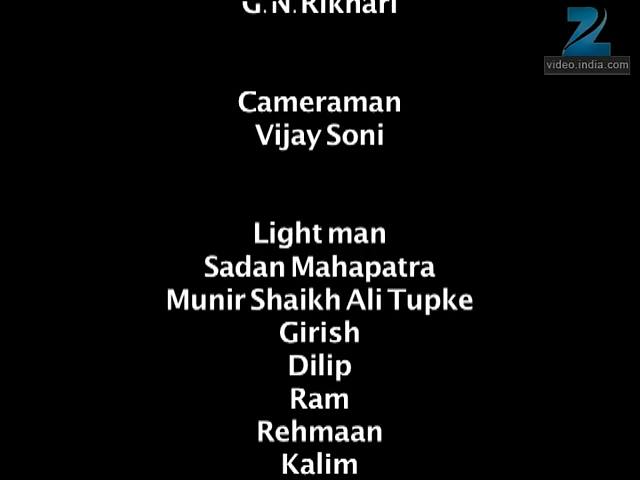 G. N. Rikhari
video.india.com
Cameraman
Vijay Soni
Light man
Sadan Mahapatra
Munir Shaikh Ali Tupke
Girish
Dilip
Ram
Rehmaan
Kalim